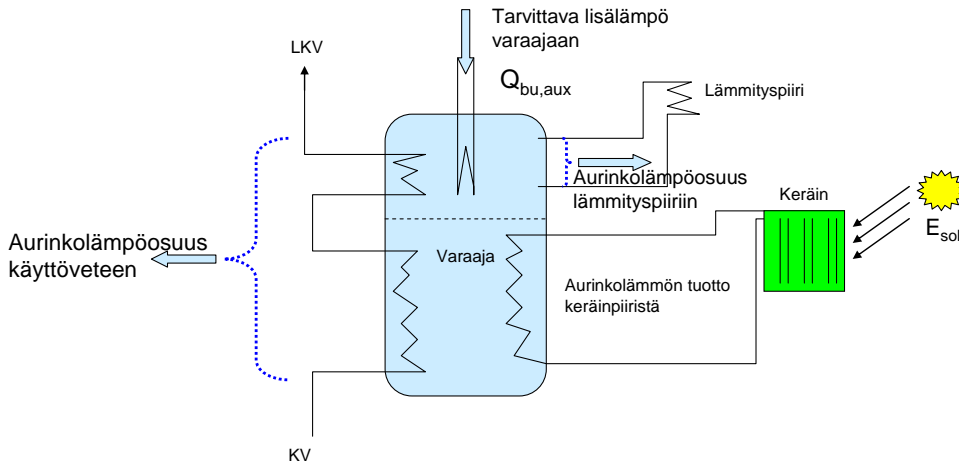 Tarvittava lisälämpö
varaajaan
LKV
Q bu,aux
Lämmityspiiri
Aurinkolämpöosuus
lämmityspiiriin
Keräin
E sol
Aurinkolämpöosuus
käyttöveteen
Varaaja
Aurinkolämmön tuotto
keräinpiiristä
KV